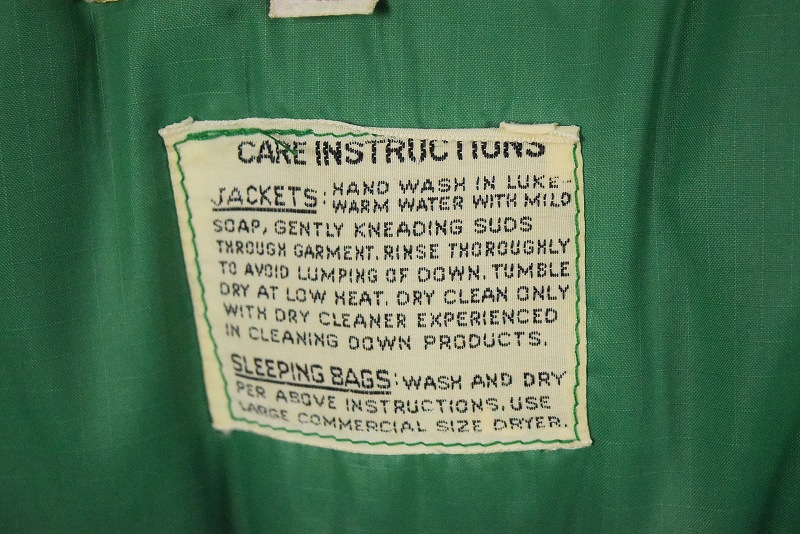 CARE INSTRUCTIONS
JACKETS: HAND WASH IN LUKE-
WARM WATER WITH MILD
SOAP, GENTLY KNEADING SUDS
THROUGH GARMENT. RINSE THOROUGHLY
TO AVOID LUMPING OF DOWN. TUMBLE
DRY AT LOW HEAT. DRY CLEAN ONLY
WITH DRY CLEANER EXPERIENCED
IN CLEANING DOWN PRODUCTS.
SLEEPING BAGS: WASH AND DRY
PER ABOVE INSTRUCTIONS. USE
LARGE COMMERCIAL SIZE DRYER.